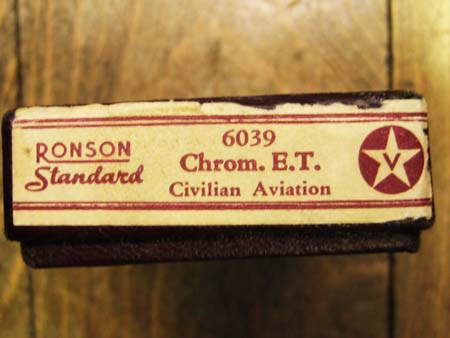 RONSON
Standard
6039
Chrom. E.T.
Civilian Aviation
V